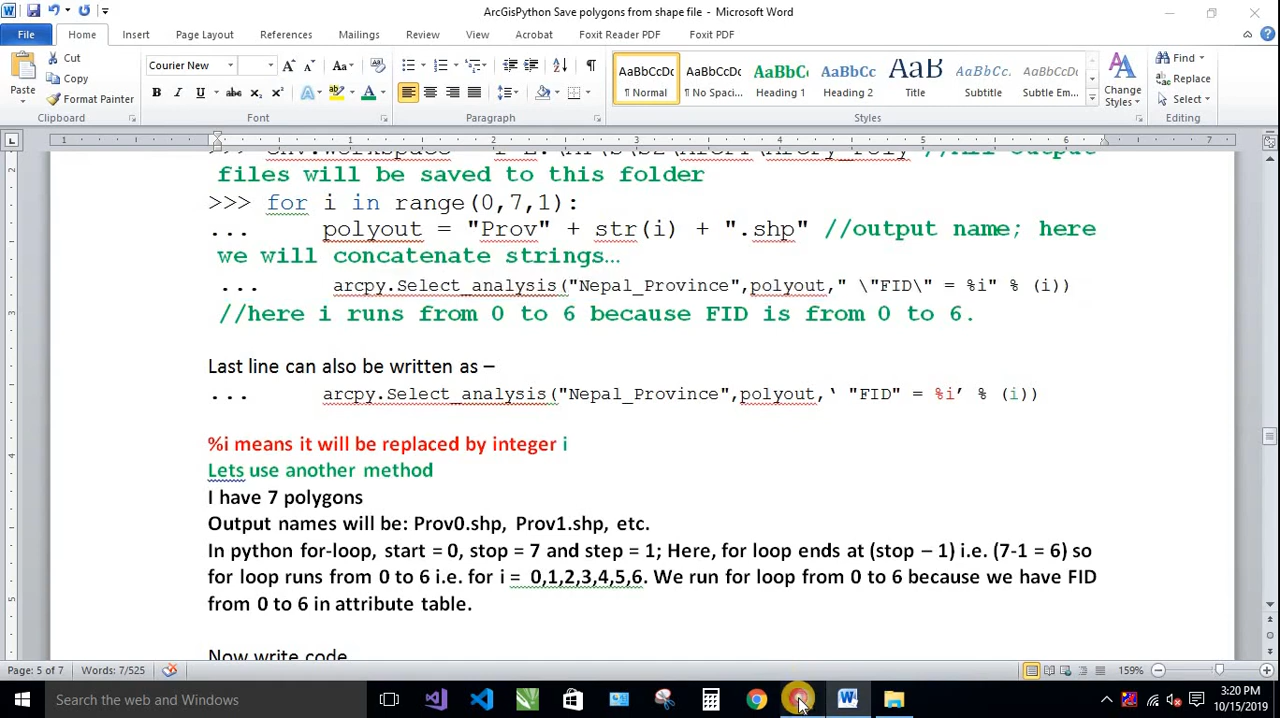 ArcGisPython Save polygons from shape file - Microsoft Word
File Home Insert Page Layout References Mailings Review View Acrobat Foxit Reader PDF Foxit PDF
Paste
Cut
Copy
Format Painter
Clipboard
Courier New
Font
Paragraph
AaBbCcDc AaBbCcDc AaBbC AaBbCc AaB AaBbCcL AaBbCcDc
¶ Normal ¶ No Spaci... Heading 1 Heading 2 Title Subtitle Subtle Em...
Change
Styles
Styles
Find
Replace
Select
Editing
files will be saved to this folder
>>> for i in range(0,7,1):
... polyout = "Prov" + str(i) + ".shp" //output name; here
we will concatenate strings…
... arcpy.Select_analysis("Nepal_Province",polyout," \"FID\" = %i" % (i))
//here i runs from 0 to 6 because FID is from 0 to 6.
Last line can also be written as –
... arcpy.Select_analysis("Nepal_Province",polyout,‘ "FID" = %i’ % (i))
%i means it will be replaced by integer i
Lets use another method
I have 7 polygons
Output names will be: Prov0.shp, Prov1.shp, etc.
In python for-loop, start = 0, stop = 7 and step = 1; Here, for loop ends at (stop – 1) i.e. (7-1 = 6) so
for loop runs from 0 to 6 i.e. for i = 0,1,2,3,4,5,6. We run for loop from 0 to 6 because we have FID
from 0 to 6 in attribute table.
Now write code
Page: 5 of 7 Words: 7/525 159%
Search the web and Windows
3:20 PM
10/15/2019